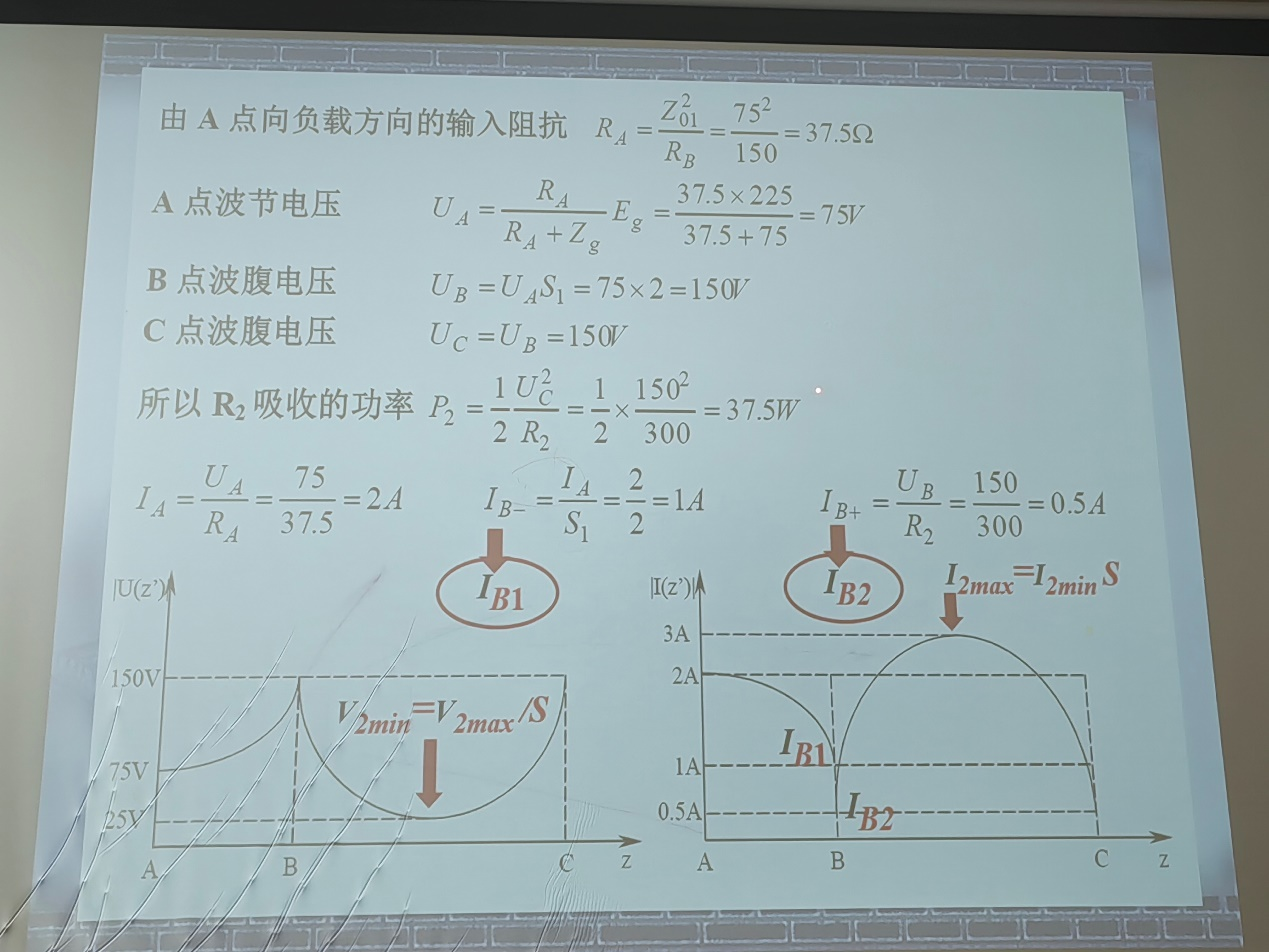 由 A 点向负载方向的输入阻抗 R_A = Z_01^2 / R_B = 75^2 / 150 = 37.5Ω
A 点波节电压 U_A = R_A / (R_A + Z_g) E_g = (37.5×225) / (37.5+75) = 75V
B 点波腹电压 U_B = U_A S_1 = 75×2 = 150V
C 点波腹电压 U_C = U_B = 150V
所以 R_2 吸收的功率 P_2 = 1/2 U_C^2 / R_2 = 1/2 × 150^2 / 300 = 37.5W
I_A = U_A / R_A = 75 / 37.5 = 2A I_B− = I_A / S_1 = 2/2 = 1A I_B+ = U_B / R_2 = 150 / 300 = 0.5A
I_B1
I_B2
I_2max=I_2min S
|U(z')|
150V
75V
25V
V_2min=V_2max/S
A B C z
|I(z')|
3A
2A
1A
0.5A
I_B1
I_B2
A B C z